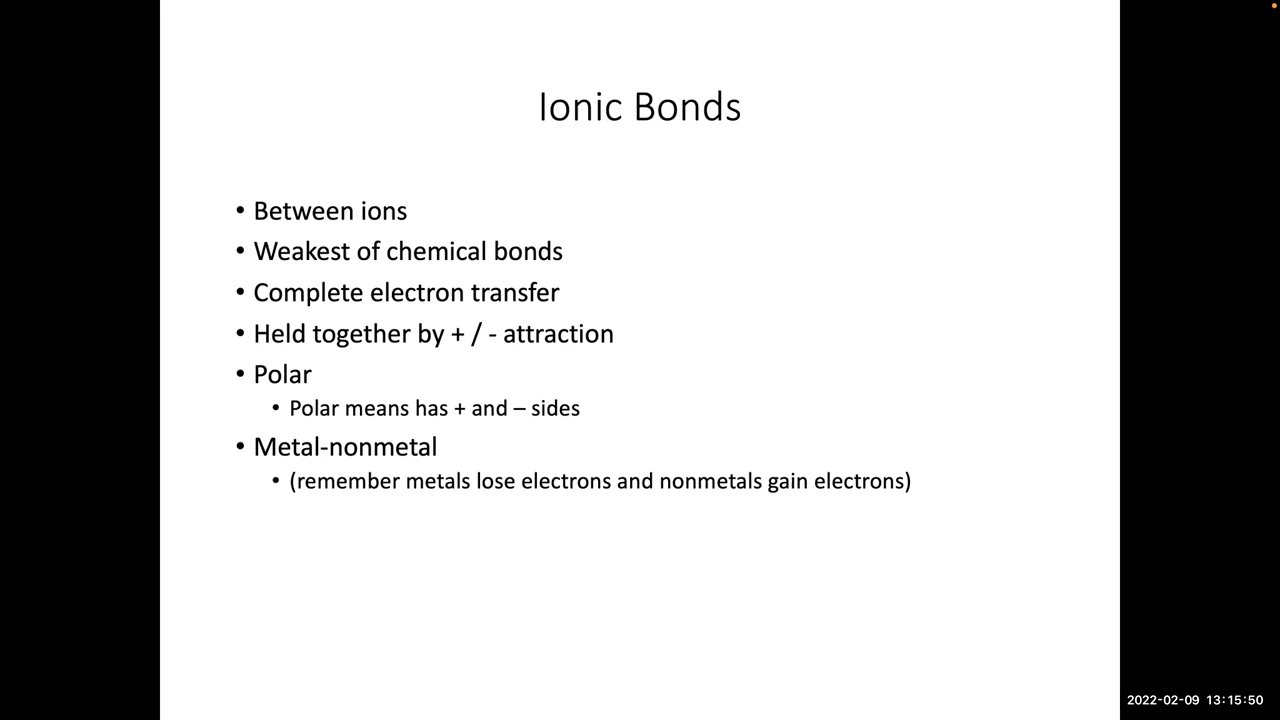 Ionic Bonds
• Between ions
• Weakest of chemical bonds
• Complete electron transfer
• Held together by + / - attraction
• Polar
• Polar means has + and – sides
• Metal-nonmetal
• (remember metals lose electrons and nonmetals gain electrons)
2022-02-09 13:15:50